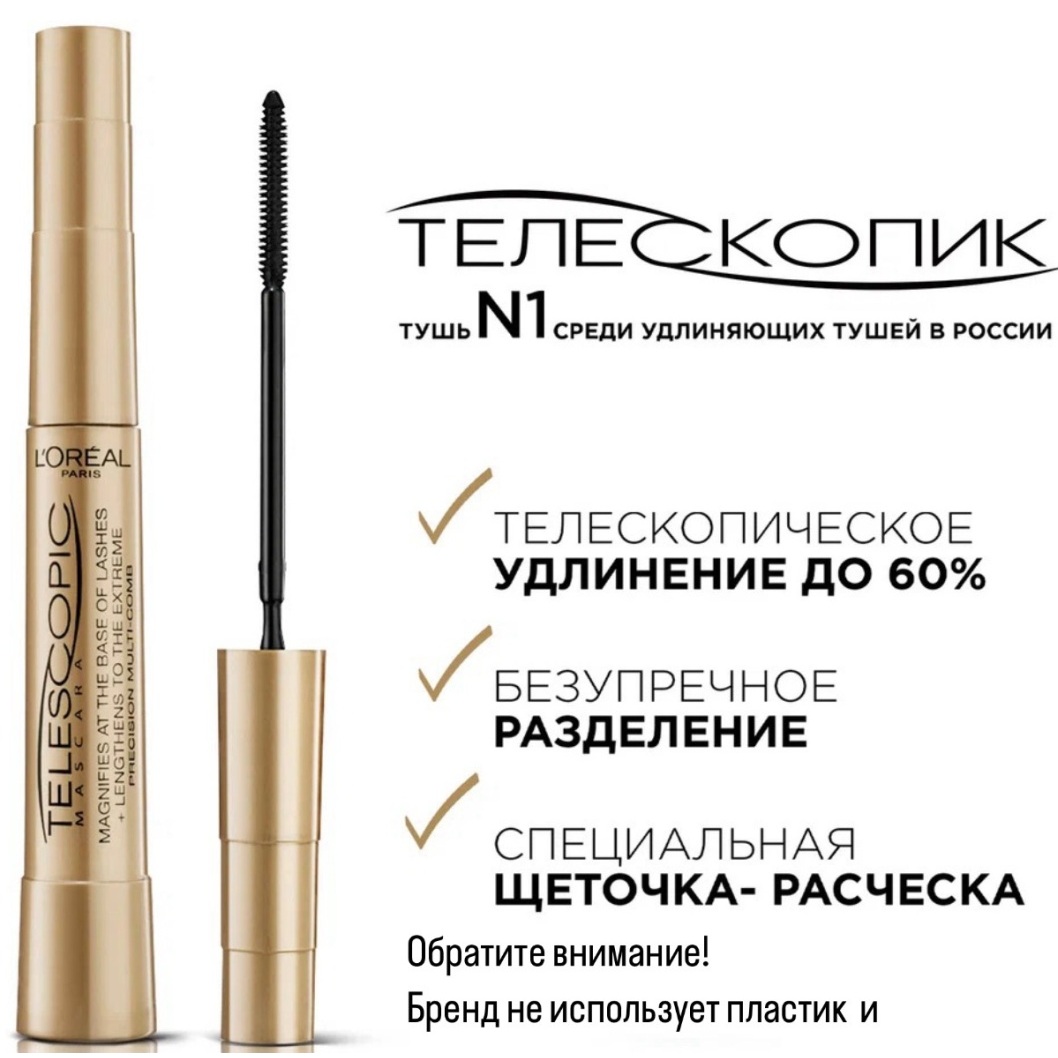 L'ORÉAL
PARIS
TELESCOPIC
MASCARA
MAGNIFIES AT THE BASE OF LASHES
+ LENGTHENS TO THE EXTREME
PRECISION MULTI-COMB
ТЕЛЕСКОПИК
ТУШЬ N1 СРЕДИ УДЛИНЯЮЩИХ ТУШЕЙ В РОССИИ
ТЕЛЕСКОПИЧЕСКОЕ
УДЛИНЕНИЕ ДО 60%
БЕЗУПРЕЧНОЕ
РАЗДЕЛЕНИЕ
СПЕЦИАЛЬНАЯ
ЩЕТОЧКА- РАСЧЕСКА
Обратите внимание!
Бренд не использует пластик и